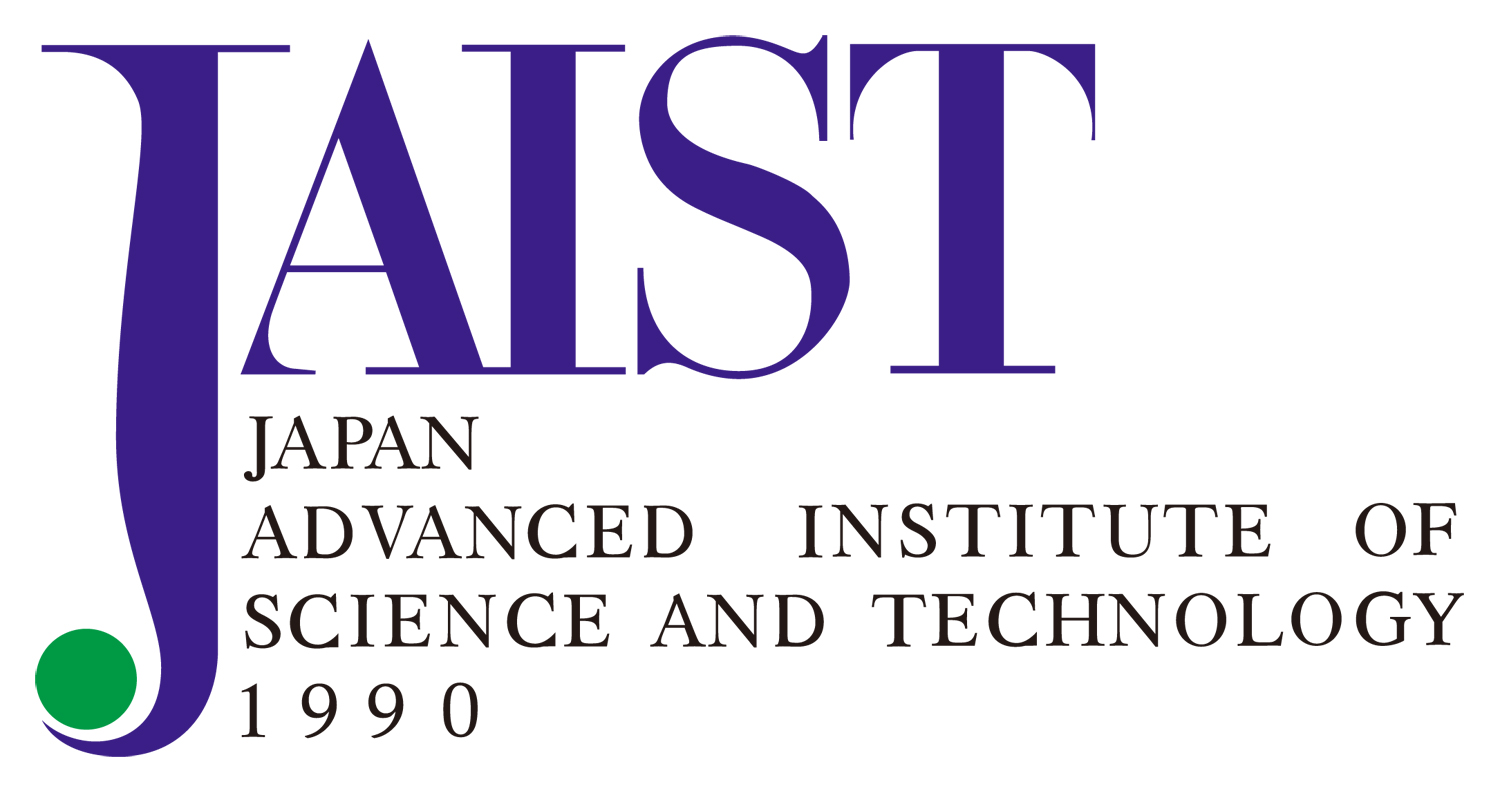 JAIST
JAPAN
ADVANCED INSTITUTE OF
SCIENCE AND TECHNOLOGY
1990